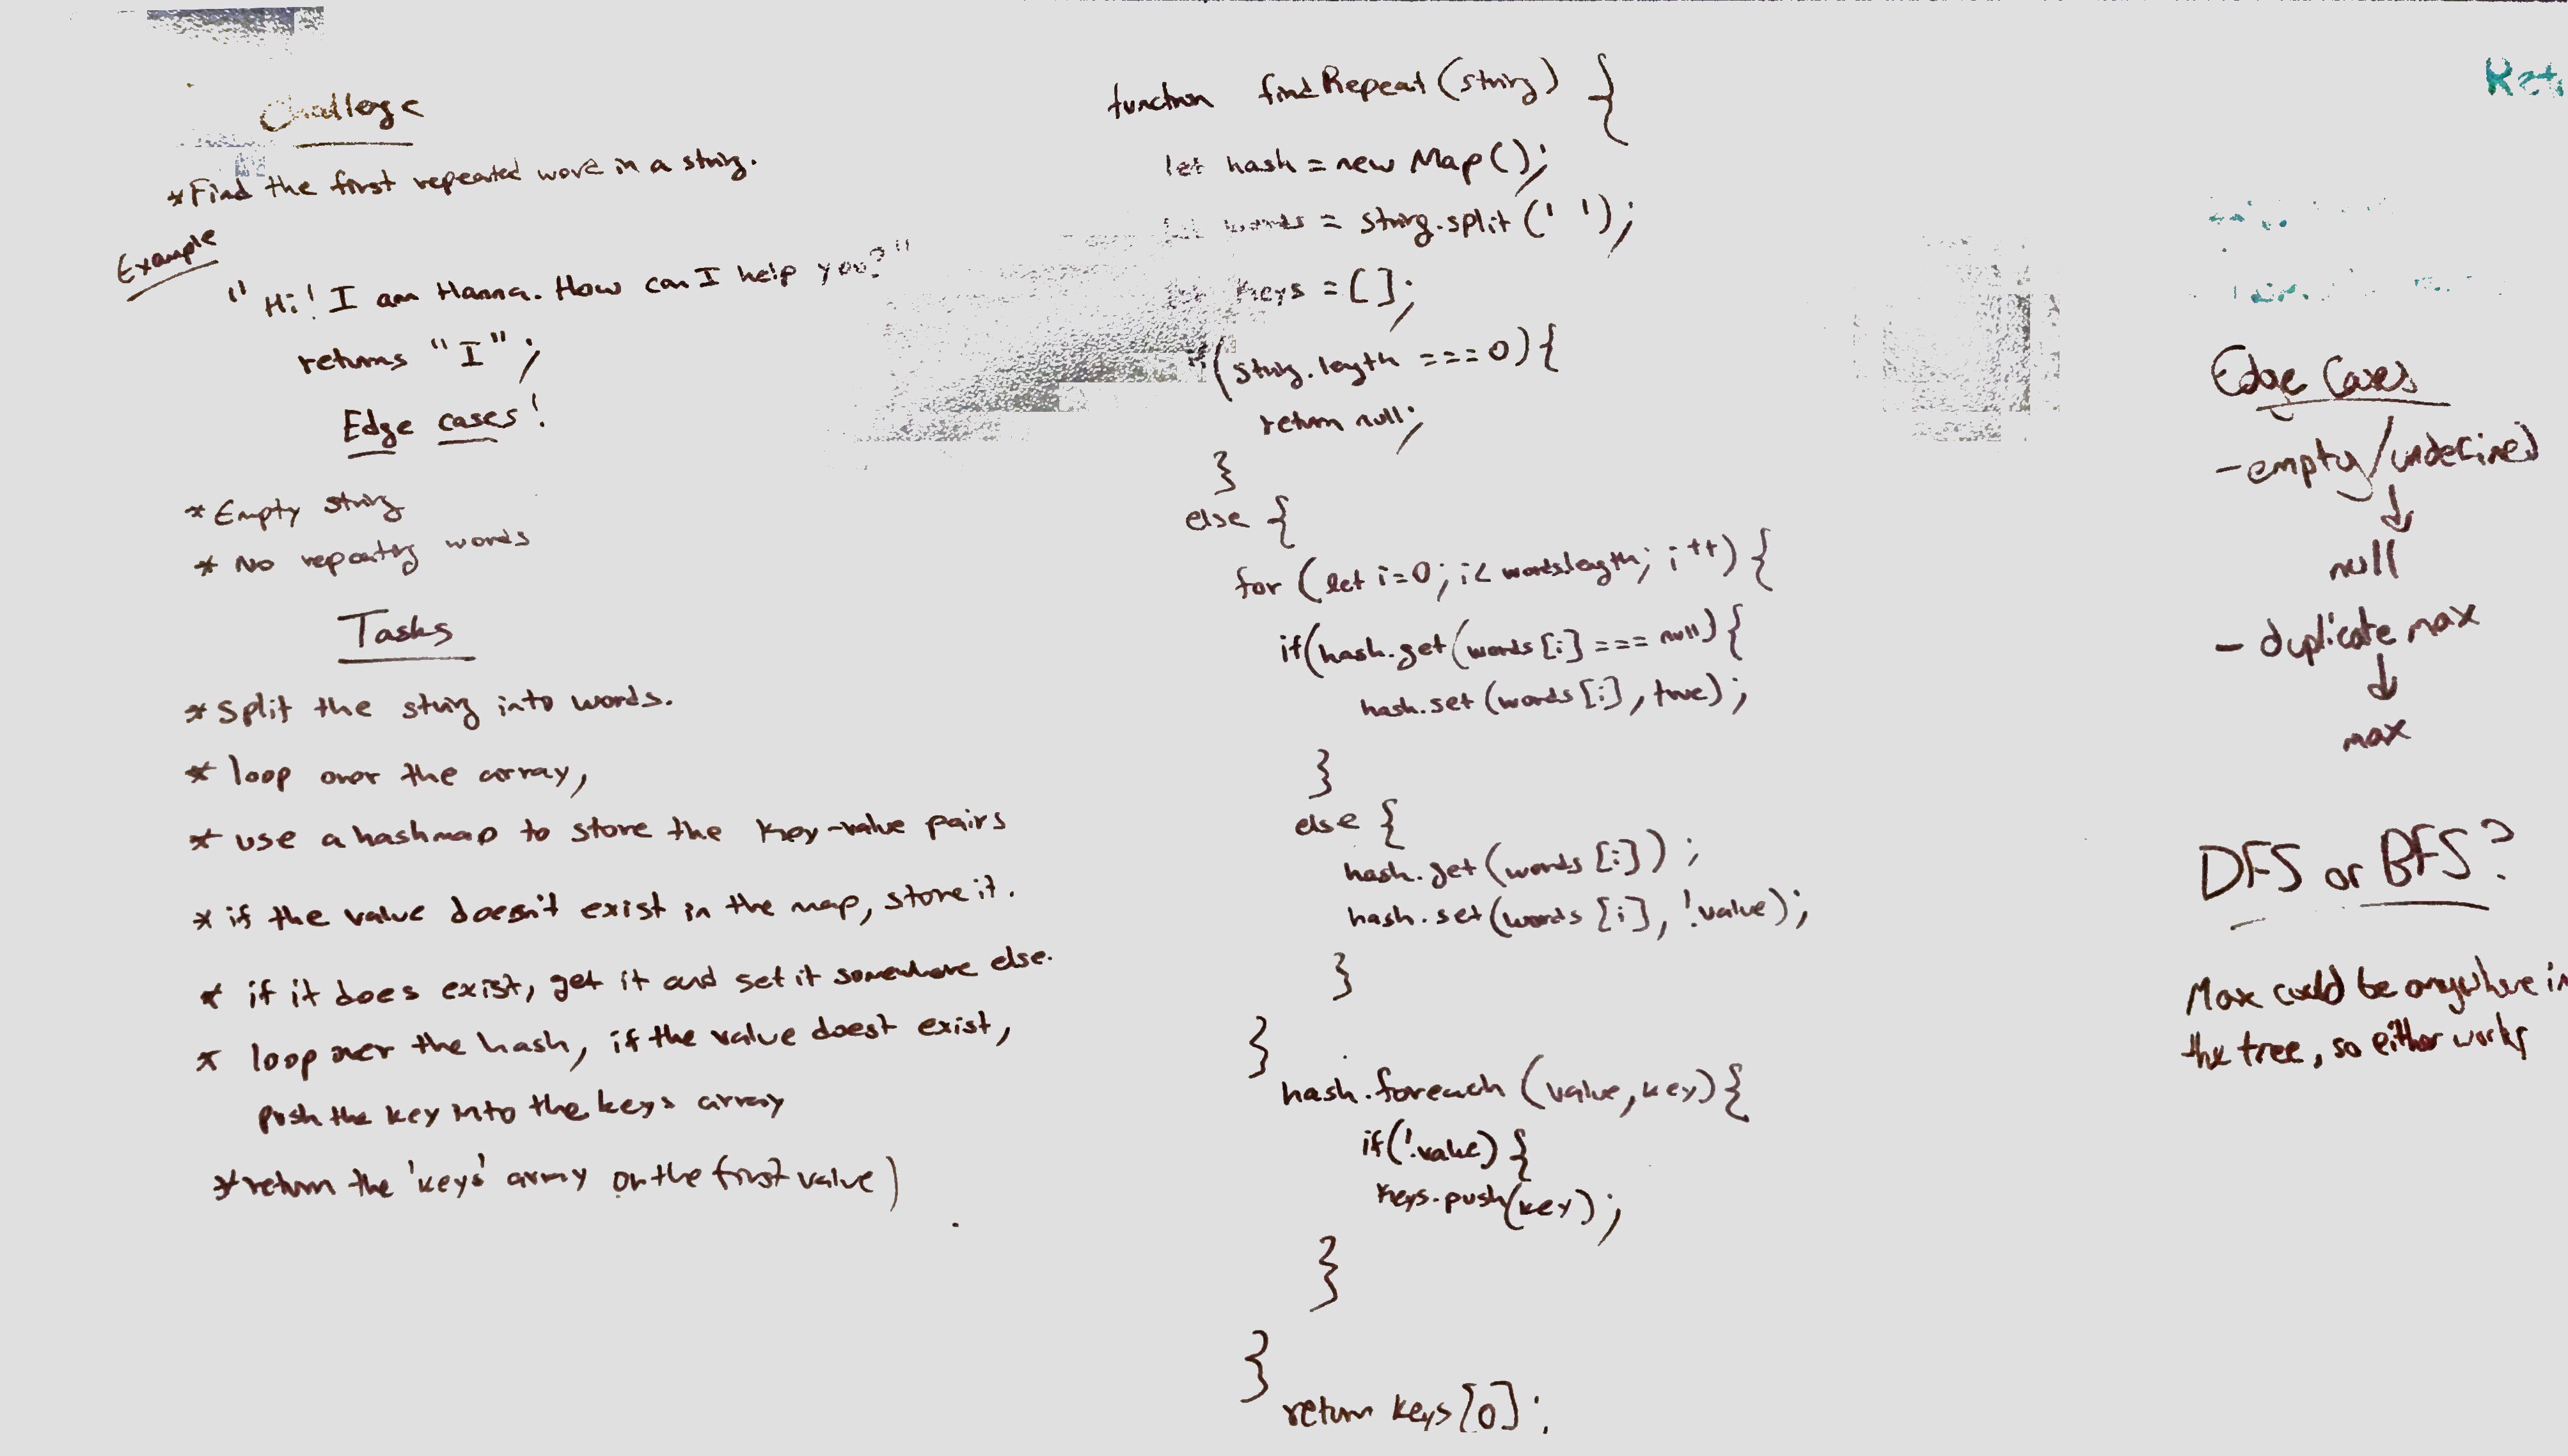 Challenge
*Find the first repeated word in a string.
Example
"Hi! I am Hanna. How can I help you?"
returns "I";
Edge cases!
*Empty string
* No repeating words
Tasks
*Split the string into words.
* loop over the array,
* use a hashmap to store the key-value pairs
* if the value doesn't exist in the map, store it.
* if it does exist, get it and set it somewhere else.
* loop over the hash, if the value doest exist,
push the key into the keys array
*return the 'keys' array or the first value)
function findRepeat (string) {
let hash = new Map();
let words = string.split(' ');
let keys = [ ];
if(string.length === 0){
return null;
}
else {
for (let i=0; i< words.length; i++) {
if(hash.get(words[i] === null){
hash.set(words[i], true);
}
else {
hash.get(words [i]) ;
hash.set(words [i], !value);
}
}
hash.foreach (value, key){
if(!value) {
keys.push(key);
}
}
return keys[0];
Ret
Edge Cases
- empty/undefined
↓
null
- duplicate max
↓
max
DFS or BFS?
Max could be anywhere in
the tree, so either works